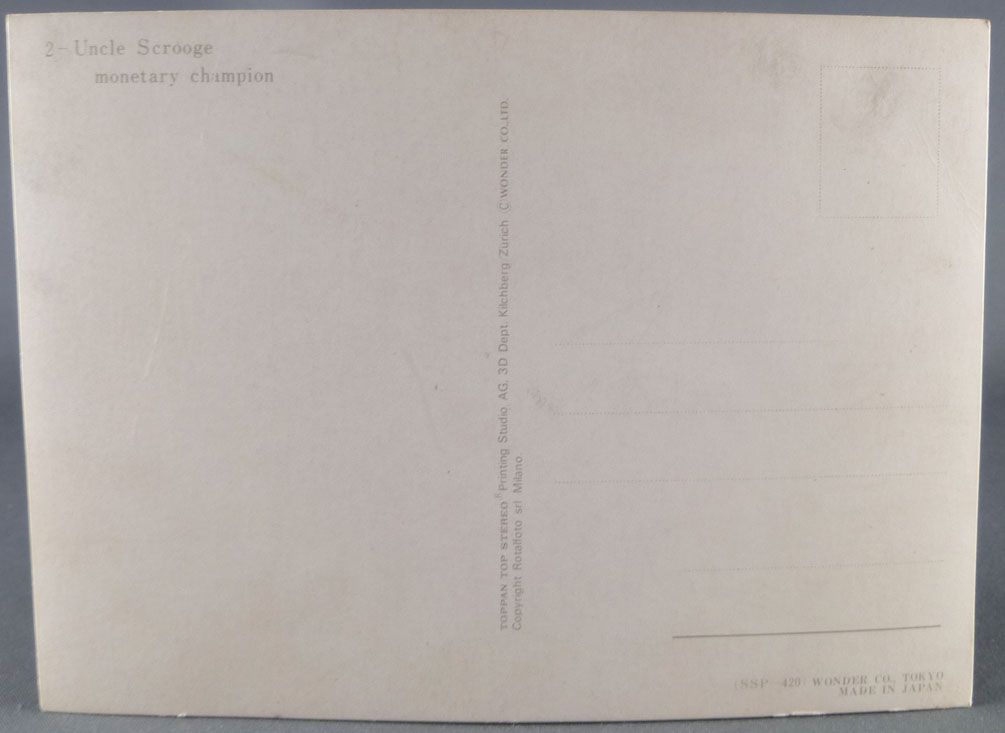 2-Uncle Scrooge
monetary champion
TOPPAN TOP STEREO® Printing Studio AG, 3D Dept. Kilchberg Zürich ©WONDER CO.,LTD.
Copyright Rotalfoto srl Milano.
(SSP-420) WONDER CO., TOKYO
MADE IN JAPAN